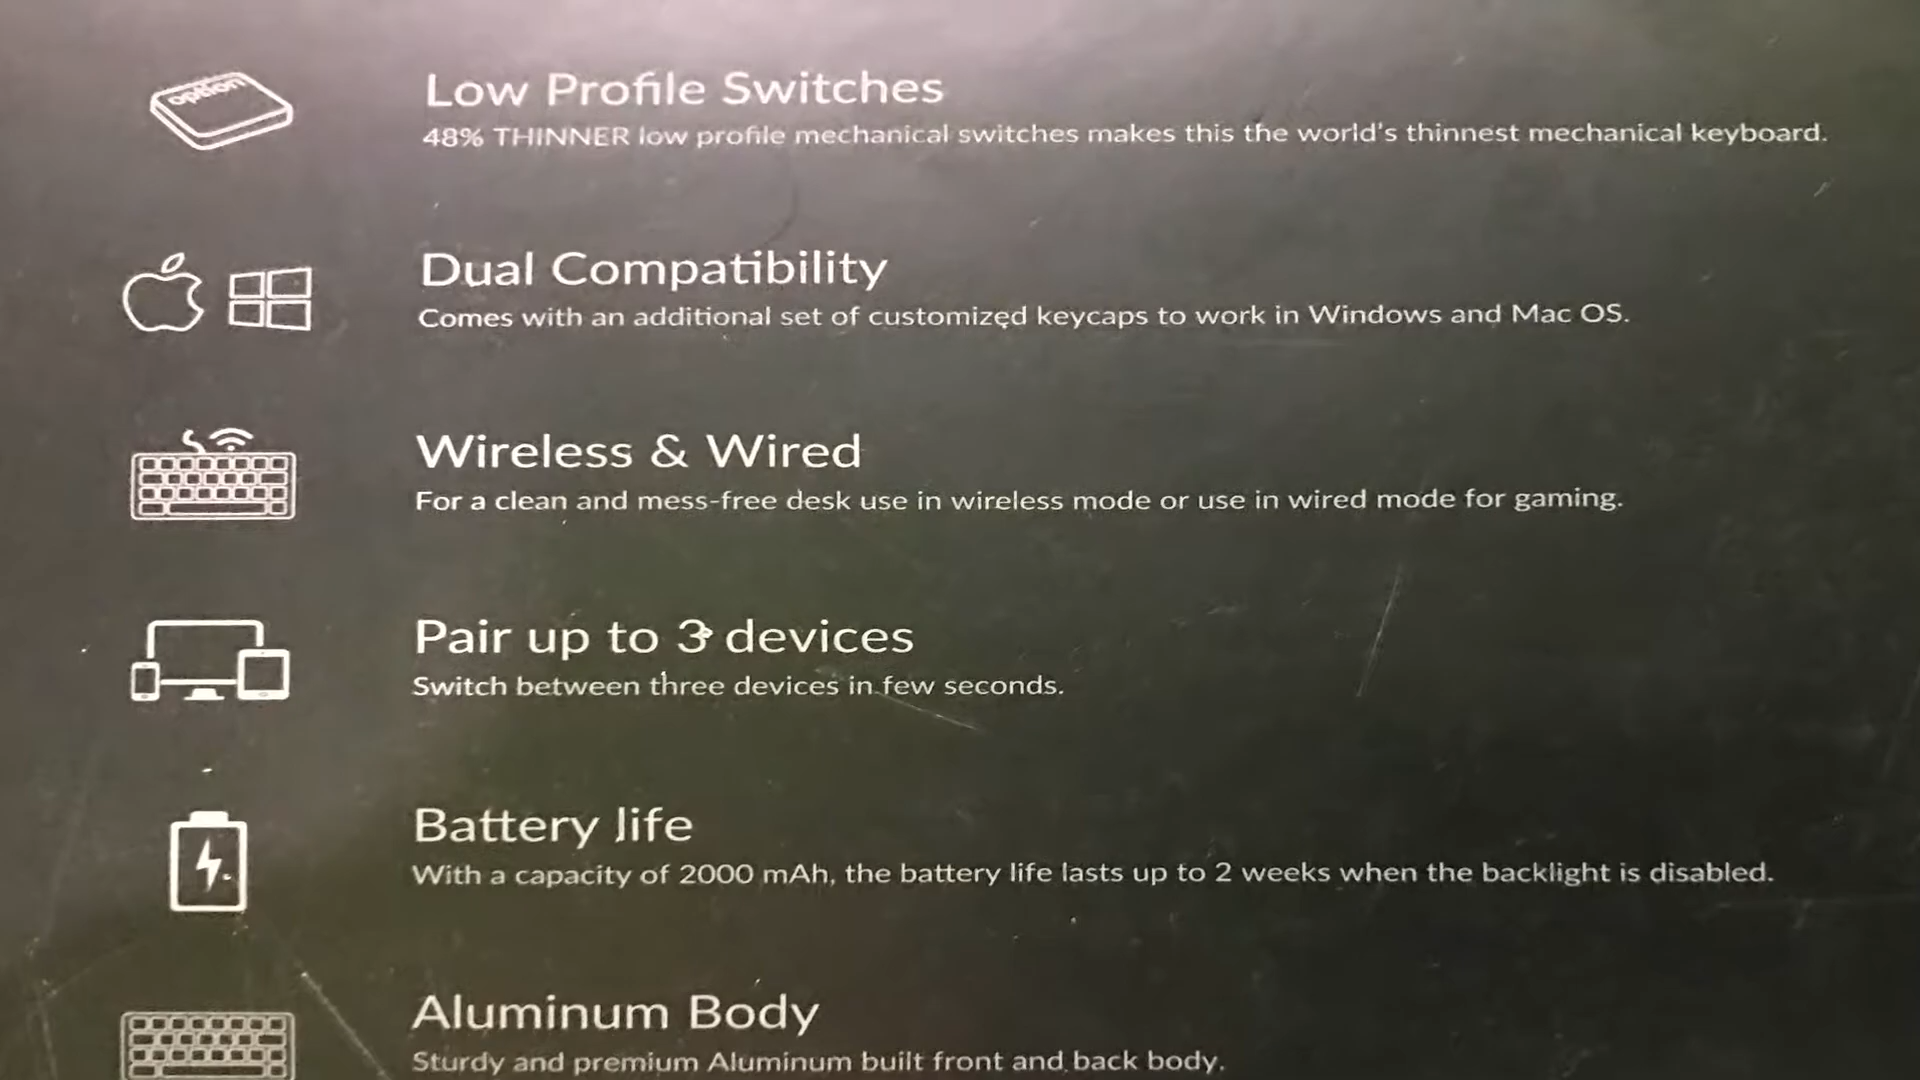 option
Low Profile Switches
48% THINNER low profile mechanical switches makes this the world's thinnest mechanical keyboard.
Dual Compatibility
Comes with an additional set of customized keycaps to work in Windows and Mac OS.
Wireless & Wired
For a clean and mess-free desk use in wireless mode or use in wired mode for gaming.
Pair up to 3 devices
Switch between three devices in few seconds.
Battery life
With a capacity of 2000 mAh, the battery life lasts up to 2 weeks when the backlight is disabled.
Aluminum Body
Sturdy and premium Aluminum built front and back body.